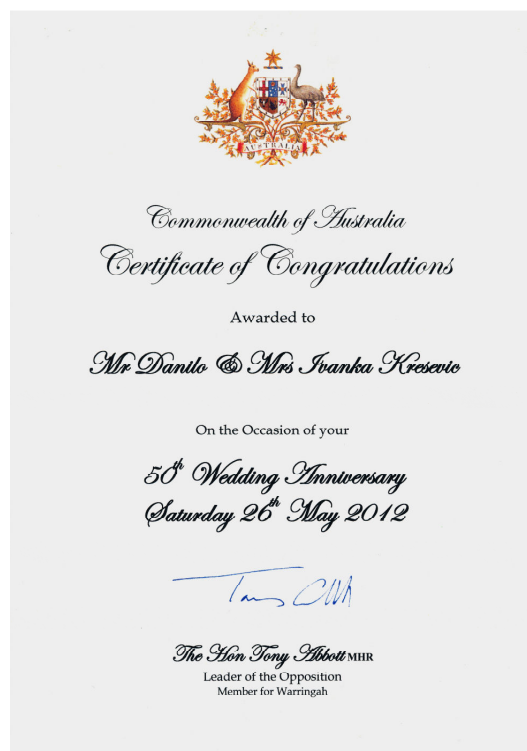 AUSTRALIA
Commonwealth of Australia
Certificate of Congratulations
Awarded to
Mr Danilo & Mrs Ivanka Kresevic
On the Occasion of your
50th Wedding Anniversary
Saturday 26th May 2012
The Hon Tony Abbott MHR
Leader of the Opposition
Member for Warringah